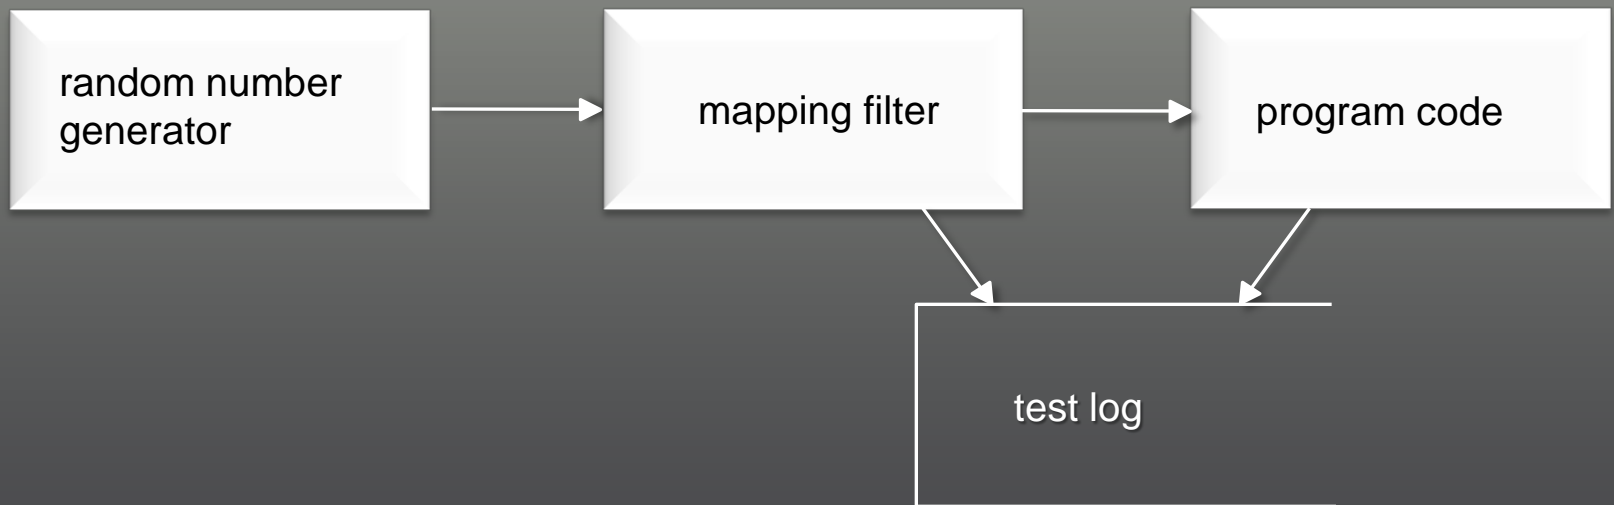 random number
generator
mapping filter
program code
test log